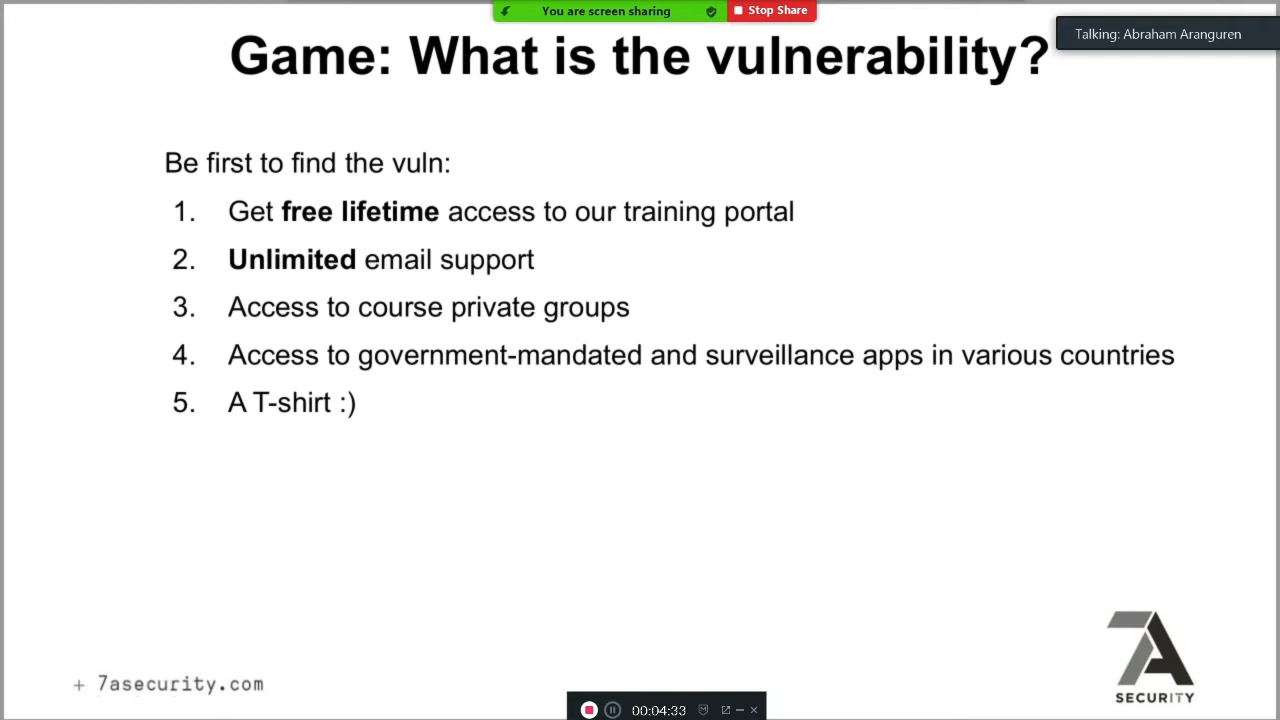 You are screen sharing
Stop Share
Talking: Abraham Aranguren
Game: What is the vulnerability?
Be first to find the vuln:
1. Get free lifetime access to our training portal
2. Unlimited email support
3. Access to course private groups
4. Access to government-mandated and surveillance apps in various countries
5. A T-shirt :)
+ 7asecurity.com
7A
SECURITY
00:04:33